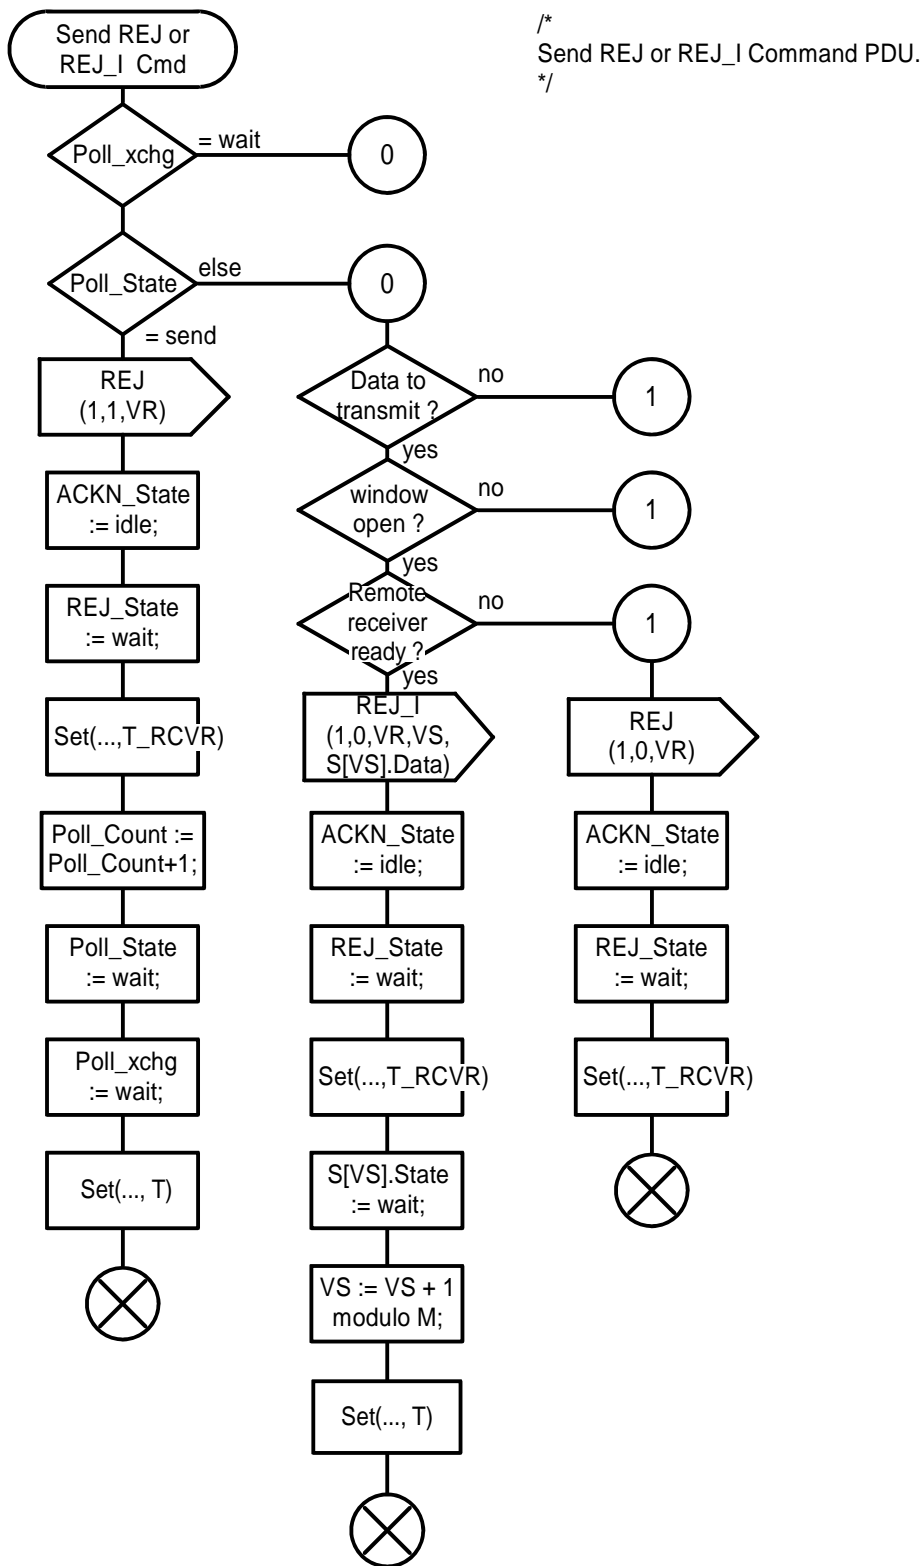 Send REJ or
REJ_I  Cmd
/*
Send REJ or REJ_I Command PDU.
*/
Poll_xchg
= wait
0
Poll_State
else
0
= send
REJ
(1,1,VR)
ACKN_State
:= idle;
REJ_State
:= wait;
Set(...,T_RCVR)
Poll_Count :=
Poll_Count+1;
Poll_State
:= wait;
Poll_xchg
:= wait;
Set(..., T)
Data to
transmit ?
no
1
yes
window
open ?
no
1
yes
Remote
receiver
ready ?
no
1
yes
REJ_I
(1,0,VR,VS,
S[VS].Data)
ACKN_State
:= idle;
REJ_State
:= wait;
Set(...,T_RCVR)
S[VS].State
:= wait;
VS := VS + 1
modulo M;
Set(..., T)
REJ
(1,0,VR)
ACKN_State
:= idle;
REJ_State
:= wait;
Set(...,T_RCVR)